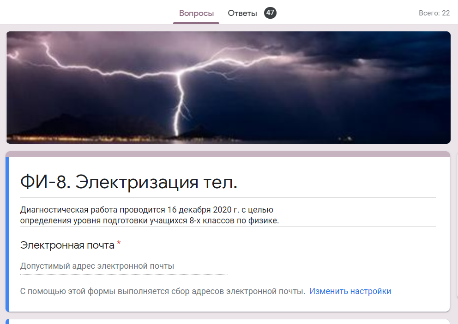 Вопросы Ответы 47 Всего: 22
ФИ-8. Электризация тел.
Диагностическая работа проводится 16 декабря 2020 г. с целью
определения уровня подготовки учащихся 8-х классов по физике.
Электронная почта *
Допустимый адрес электронной почты
С помощью этой формы выполняется сбор адресов электронной почты. Изменить настройки